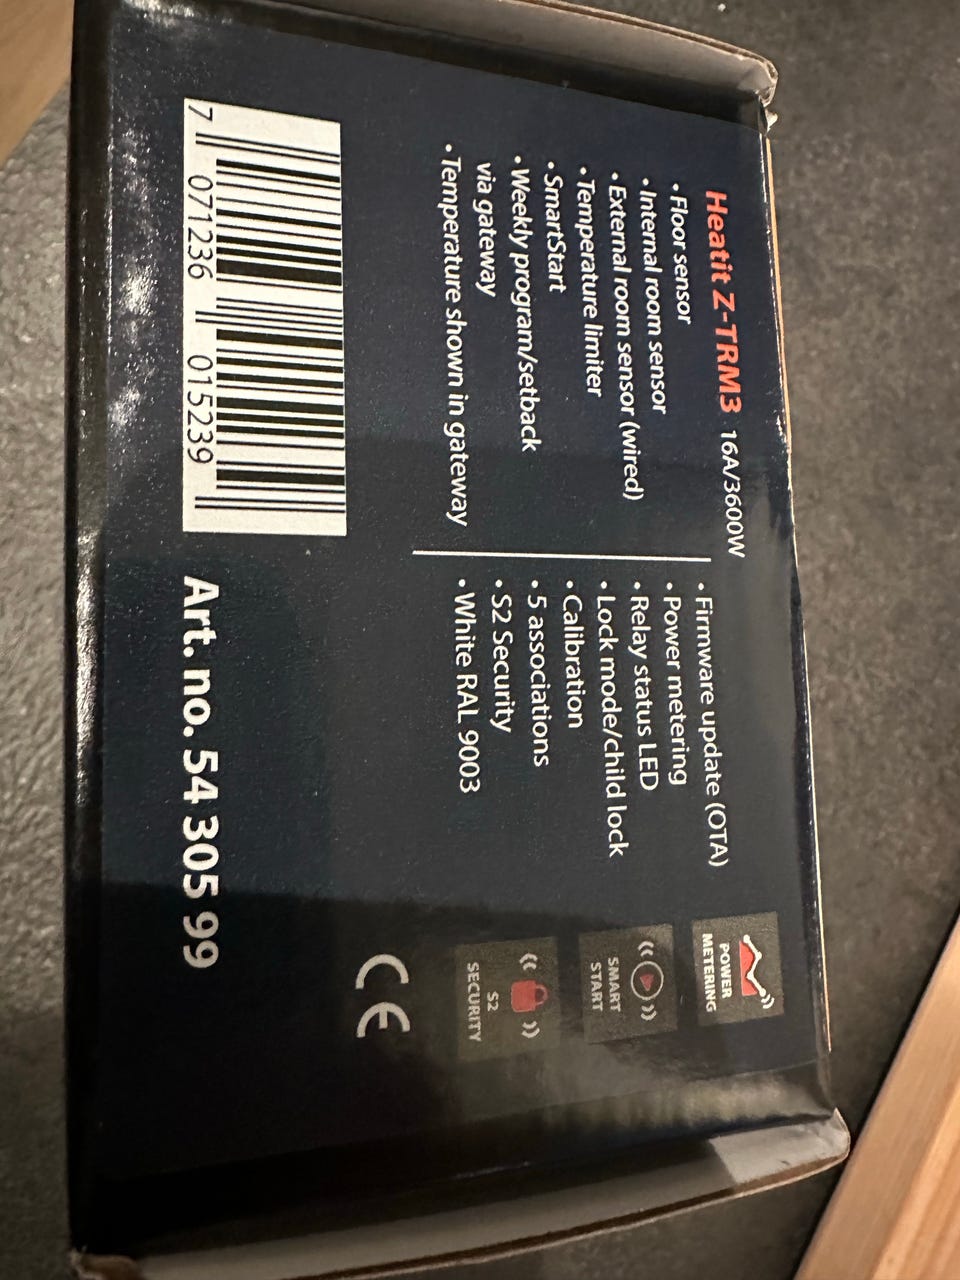 Heatit Z-TRM3 16A/3600W
• Floor sensor
• Internal room sensor
• External room sensor (wired)
• Temperature limiter
• SmartStart
• Weekly program/setback
via gateway
• Temperature shown in gateway
• Firmware update (OTA)
• Power metering
• Relay status LED
• Lock mode/child lock
• Calibration
• 5 associations
• S2 Security
• White RAL 9003
POWER
METERING
SMART
START
S2
SECURITY
CE
7 071236 015239
Art. no. 54 305 99